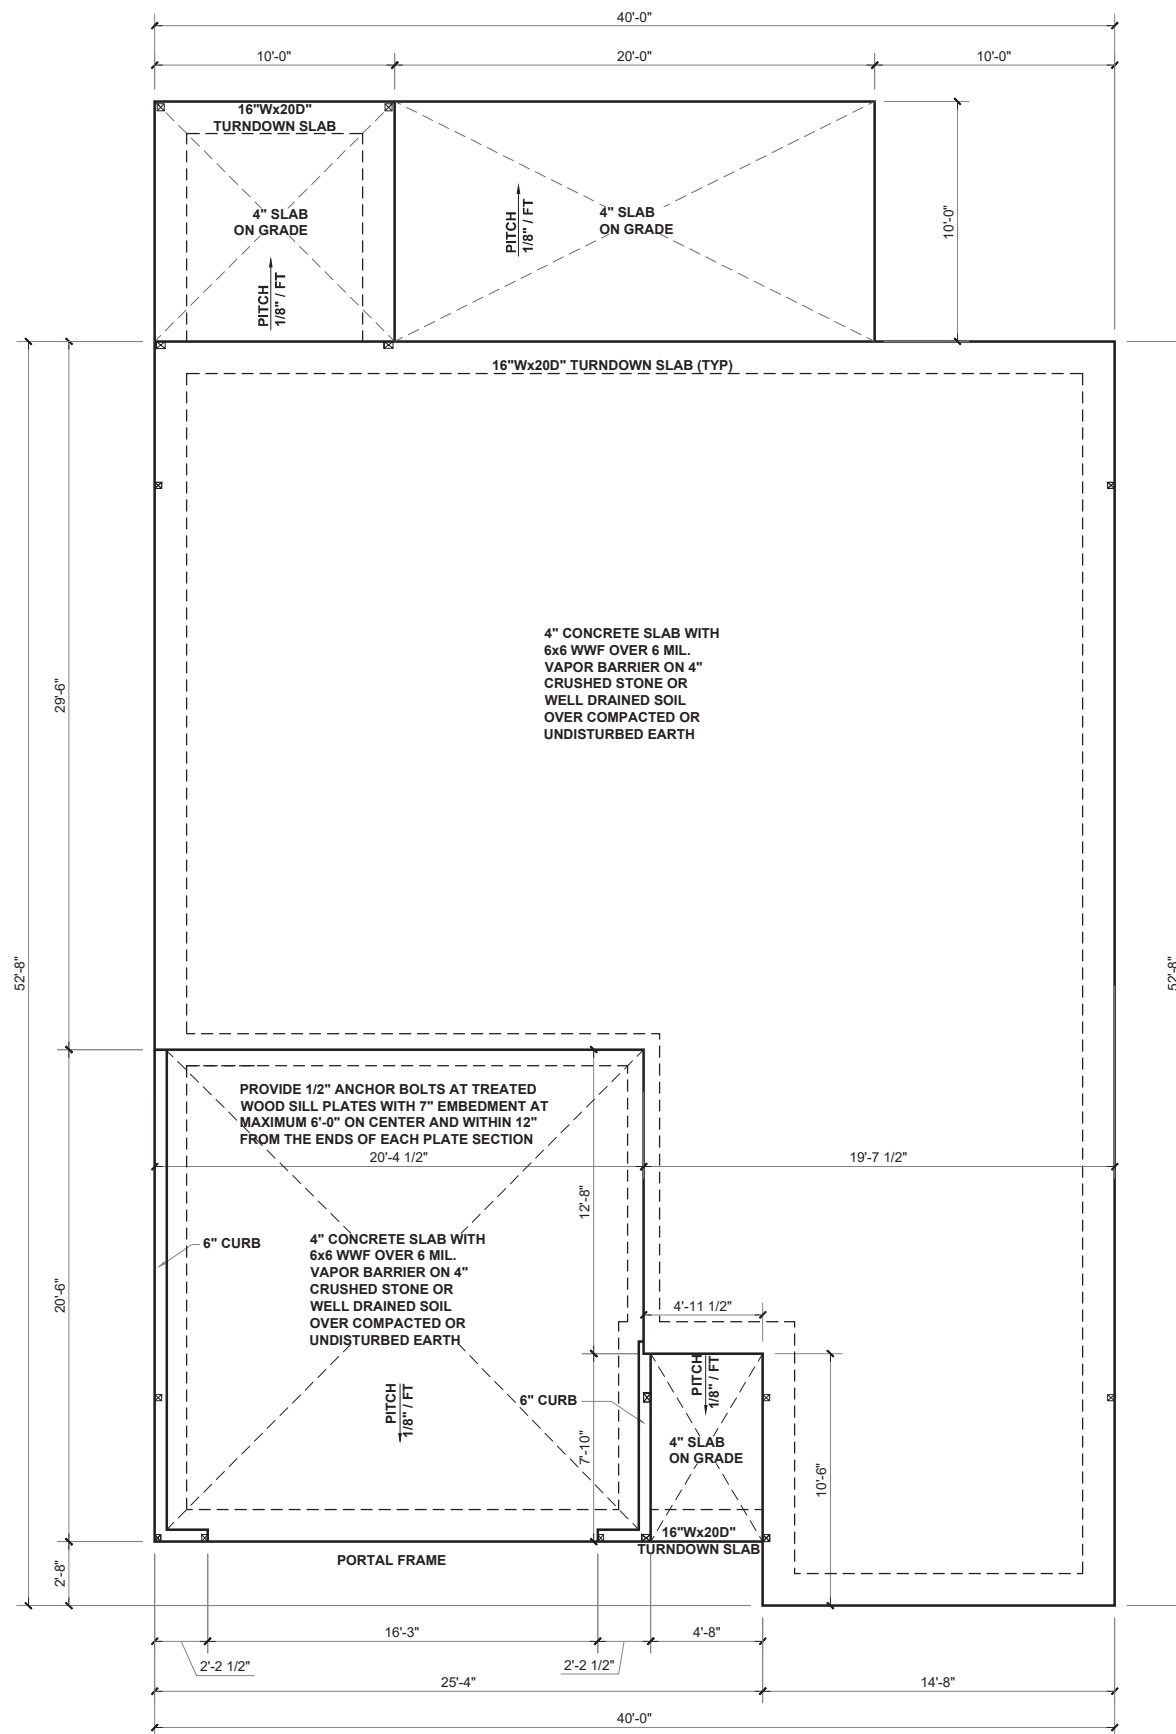 40'-0"
10'-0"
20'-0"
10'-0"
16"Wx20D"
TURNDOWN SLAB
4" SLAB
ON GRADE
PITCH
1/8" / FT
PITCH
1/8" / FT
4" SLAB
ON GRADE
10'-0"
16"Wx20D" TURNDOWN SLAB (TYP)
4" CONCRETE SLAB WITH
6x6 WWF OVER 6 MIL.
VAPOR BARRIER ON 4"
CRUSHED STONE OR
WELL DRAINED SOIL
OVER COMPACTED OR
UNDISTURBED EARTH
29'-6"
52'-8"
52'-8"
PROVIDE 1/2" ANCHOR BOLTS AT TREATED
WOOD SILL PLATES WITH 7" EMBEDMENT AT
MAXIMUM 6'-0" ON CENTER AND WITHIN 12"
FROM THE ENDS OF EACH PLATE SECTION
20'-4 1/2"
19'-7 1/2"
12'-8"
6" CURB
4" CONCRETE SLAB WITH
6x6 WWF OVER 6 MIL.
VAPOR BARRIER ON 4"
CRUSHED STONE OR
WELL DRAINED SOIL
OVER COMPACTED OR
UNDISTURBED EARTH
20'-6"
4'-11 1/2"
PITCH
1/8" / FT
PITCH
1/8" / FT
6" CURB
4" SLAB
ON GRADE
7'-10"
10'-6"
16"Wx20D"
TURNDOWN SLAB
PORTAL FRAME
2'-8"
16'-3"
4'-8"
2'-2 1/2"
2'-2 1/2"
25'-4"
14'-8"
40'-0"